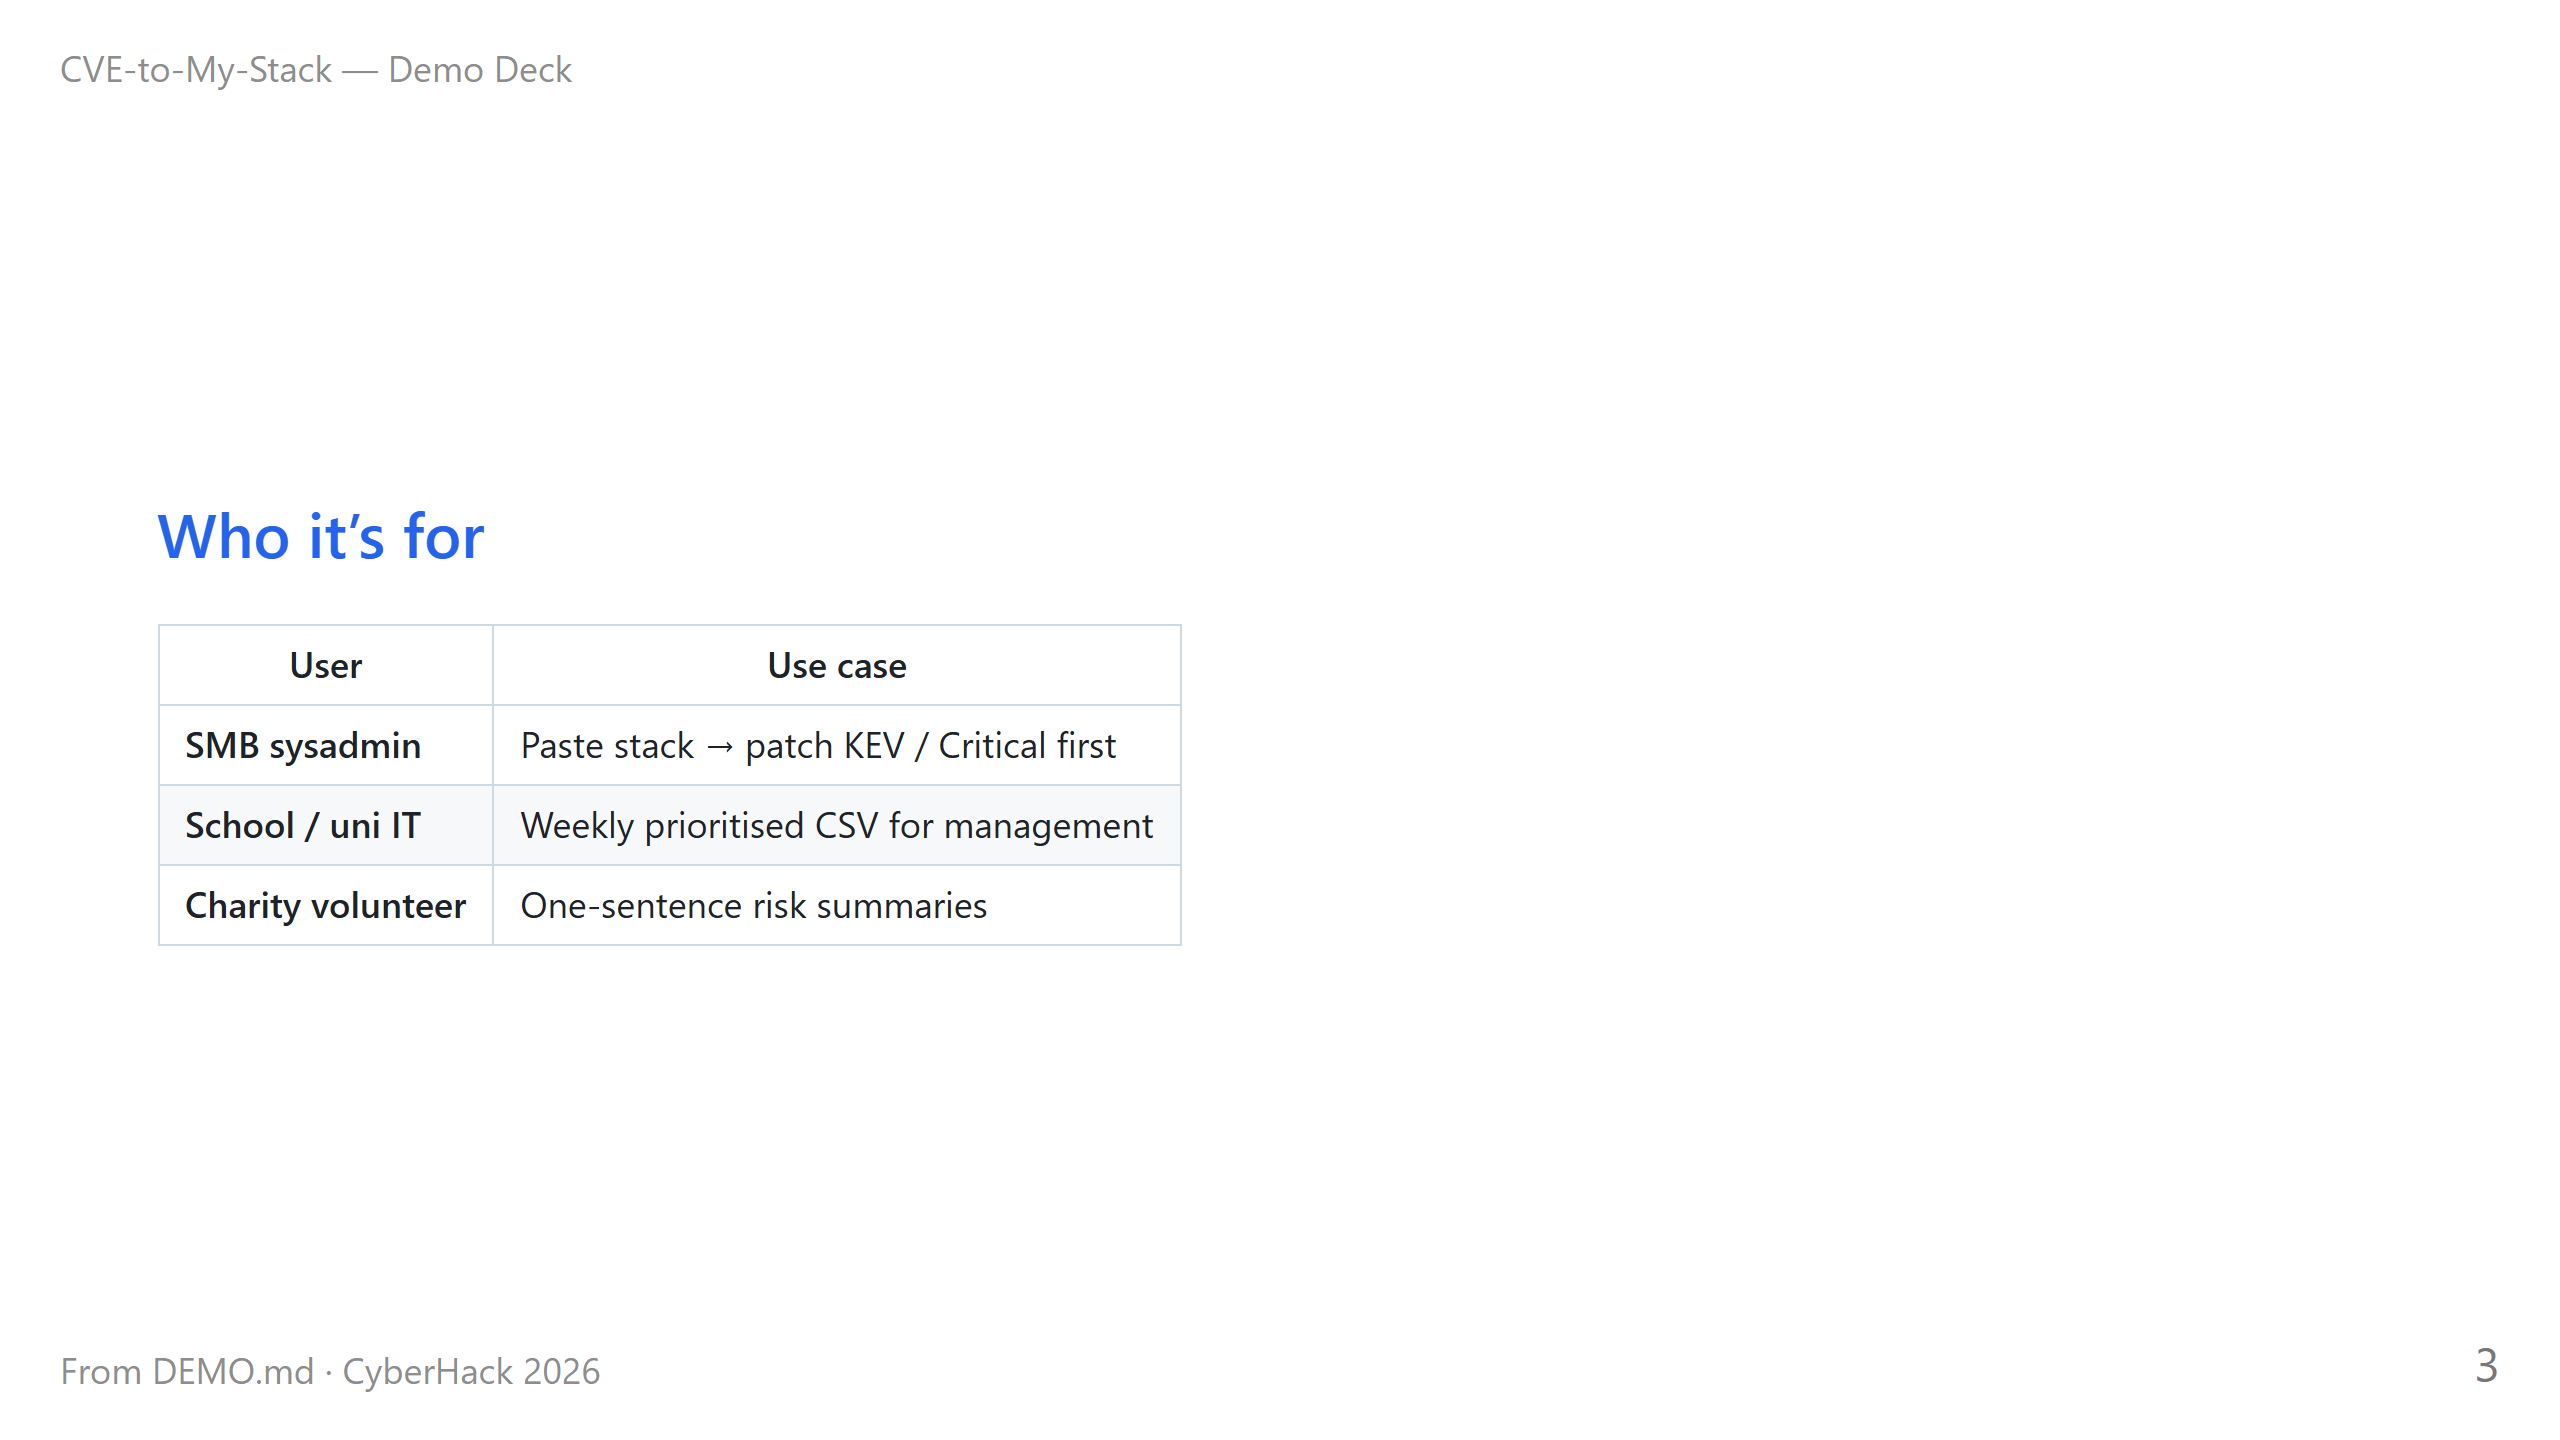 CVE-to-My-Stack — Demo Deck
Who it’s for
User Use case
SMB sysadmin Paste stack → patch KEV / Critical first
School / uni IT Weekly prioritised CSV for management
Charity volunteer One-sentence risk summaries
From DEMO.md · CyberHack 2026
3